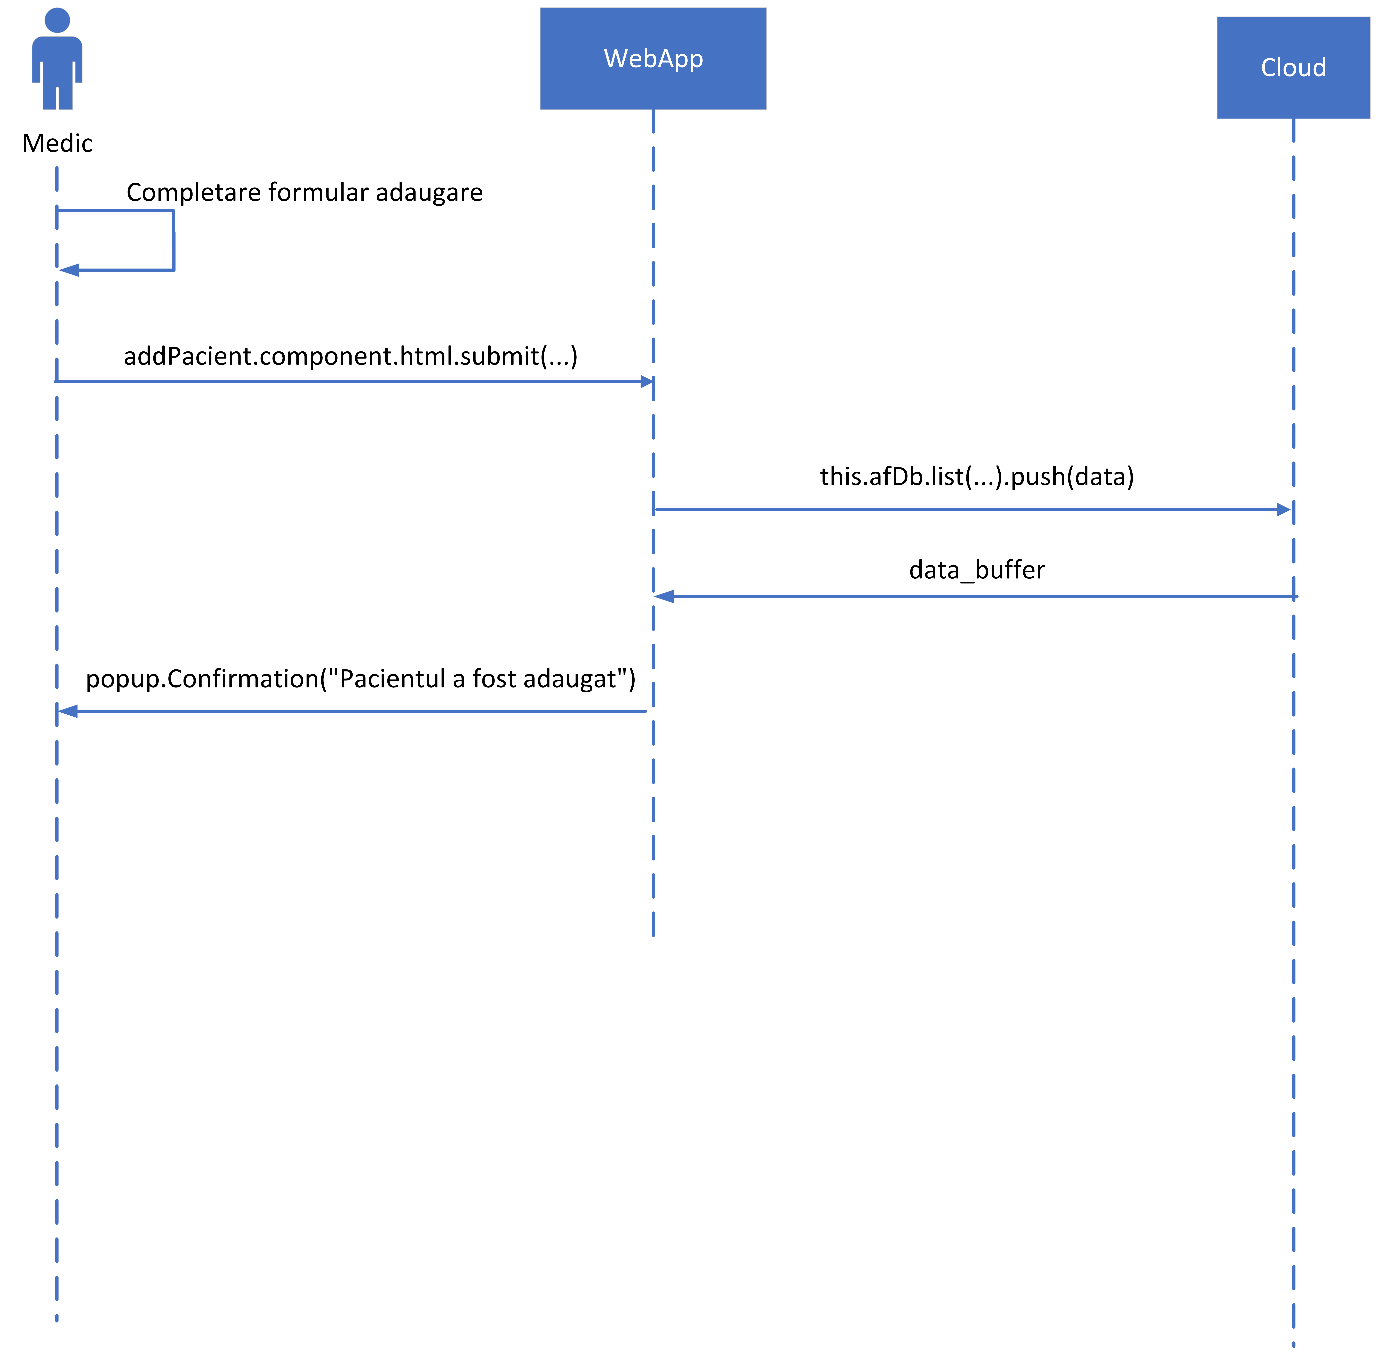 WebApp
Cloud
Medic
Completare formular adaugare
addPacient.component.html.submit(...)
this.afDb.list(...).push(data)
data_buffer
popup.Confirmation("Pacientul a fost adaugat")